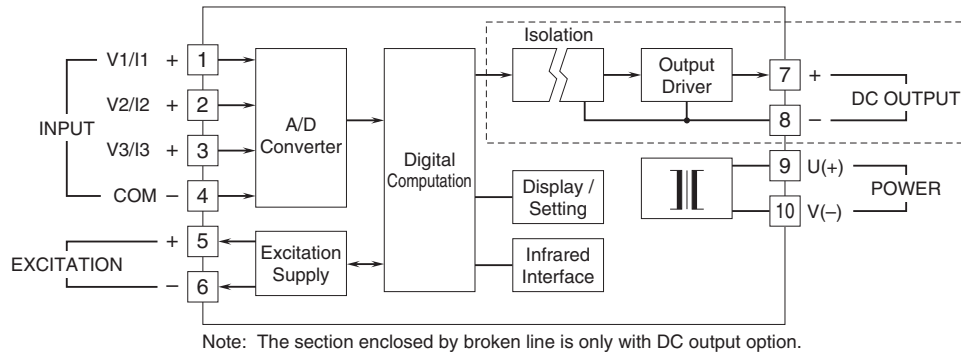 Isolation
V1/I1 + 1
V2/I2 + 2
V3/I3 + 3
COM – 4
INPUT
A/D
Converter
Digital
Computation
Output
Driver
7 +
8 –
DC OUTPUT
9 U(+)
10 V(–)
POWER
Display /
Setting
Infrared
Interface
+ 5
– 6
EXCITATION
Excitation
Supply
Note: The section enclosed by broken line is only with DC output option.